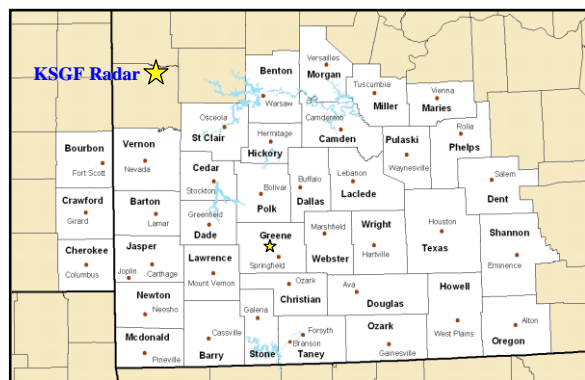 KSGF Radar
Versailles
Morgan
Benton
Warsaw
Tuscumbia
Miller
Vienna
Maries
Osceola
St Clair
Hermitage
Hickory
Camdenton
Camden
Pulaski
Waynesville
Rolla
Phelps
Bourbon
Fort Scott
Vernon
Nevada
Cedar
Stockton
Bolivar
Polk
Buffalo
Dallas
Lebanon
Laclede
Salem
Dent
Crawford
Girard
Barton
Lamar
Greenfield
Dade
Greene
Springfield
Marshfield
Webster
Wright
Hartville
Houston
Texas
Shannon
Eminence
Cherokee
Columbus
Jasper
Joplin
Carthage
Lawrence
Mount Vernon
Ozark
Christian
Ava
Douglas
Howell
West Plains
Newton
Neosho
Galena
Stone
Mcdonald
Pineville
Cassville
Barry
Forsyth
Branson
Taney
Ozark
Gainesville
Alton
Oregon